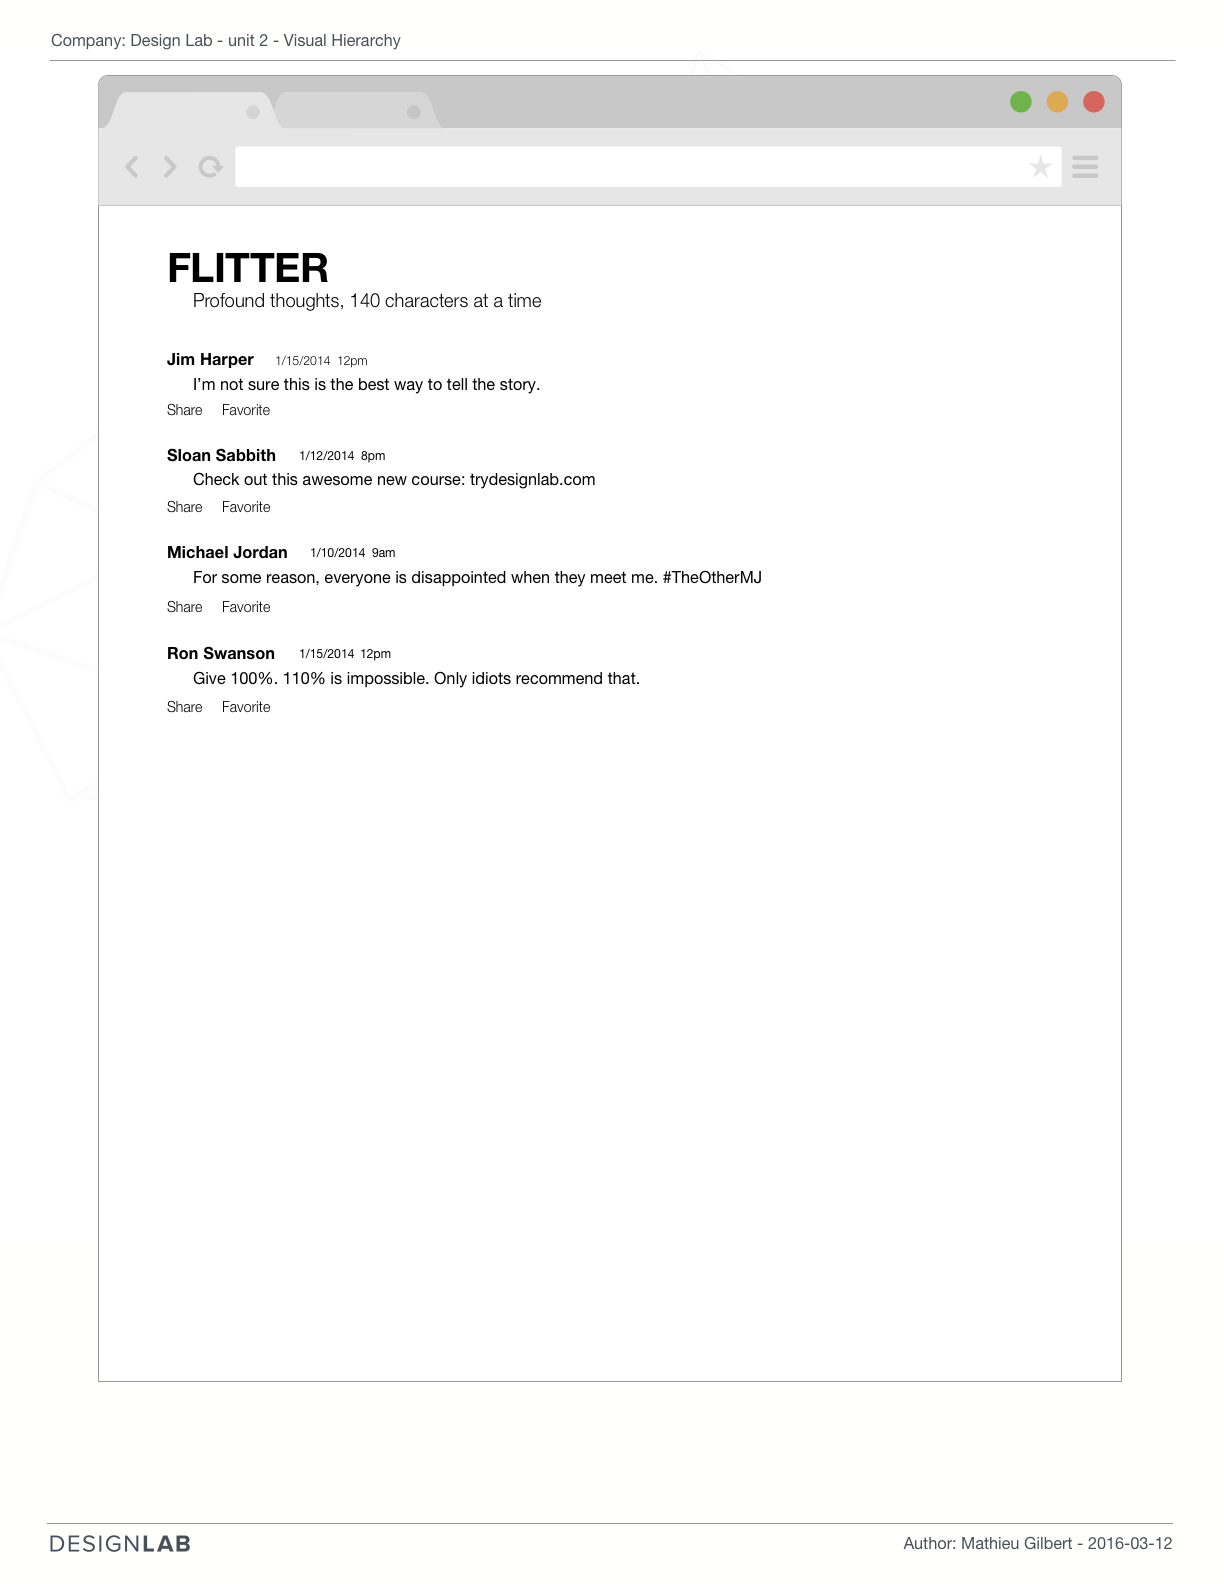 Company: Design Lab - unit 2 - Visual Hierarchy
FLITTER
Profound thoughts, 140 characters at a time
Jim Harper 1/15/2014 12pm
I’m not sure this is the best way to tell the story.
Share Favorite
Sloan Sabbith 1/12/2014 8pm
Check out this awesome new course: trydesignlab.com
Share Favorite
Michael Jordan 1/10/2014 9am
For some reason, everyone is disappointed when they meet me. #TheOtherMJ
Share Favorite
Ron Swanson 1/15/2014 12pm
Give 100%. 110% is impossible. Only idiots recommend that.
Share Favorite
DESIGNLAB Author: Mathieu Gilbert - 2016-03-12